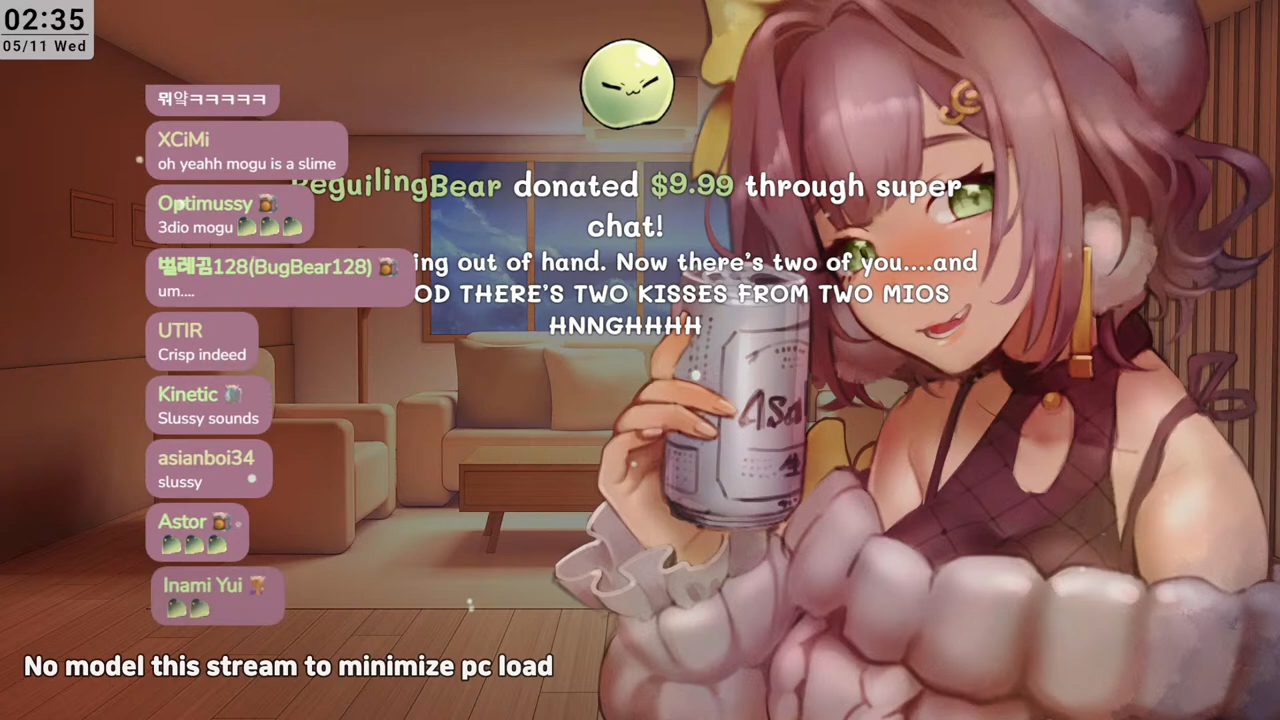 02:35
05/11 Wed
뭐얔ㅋㅋㅋㅋㅋ
XCiMi
oh yeahh mogu is a slime
Optimussy
3dio mogu
벌레곰128(BugBear128)
um....
UTIR
Crisp indeed
Kinetic
Slussy sounds
asianboi34
slussy
Astor
Inami Yui
BeguilingBear donated $9.99 through super
chat!
ing out of hand. Now there's two of you....and
OD THERE'S TWO KISSES FROM TWO MIOS
HNNGHHHH
No model this stream to minimize pc load